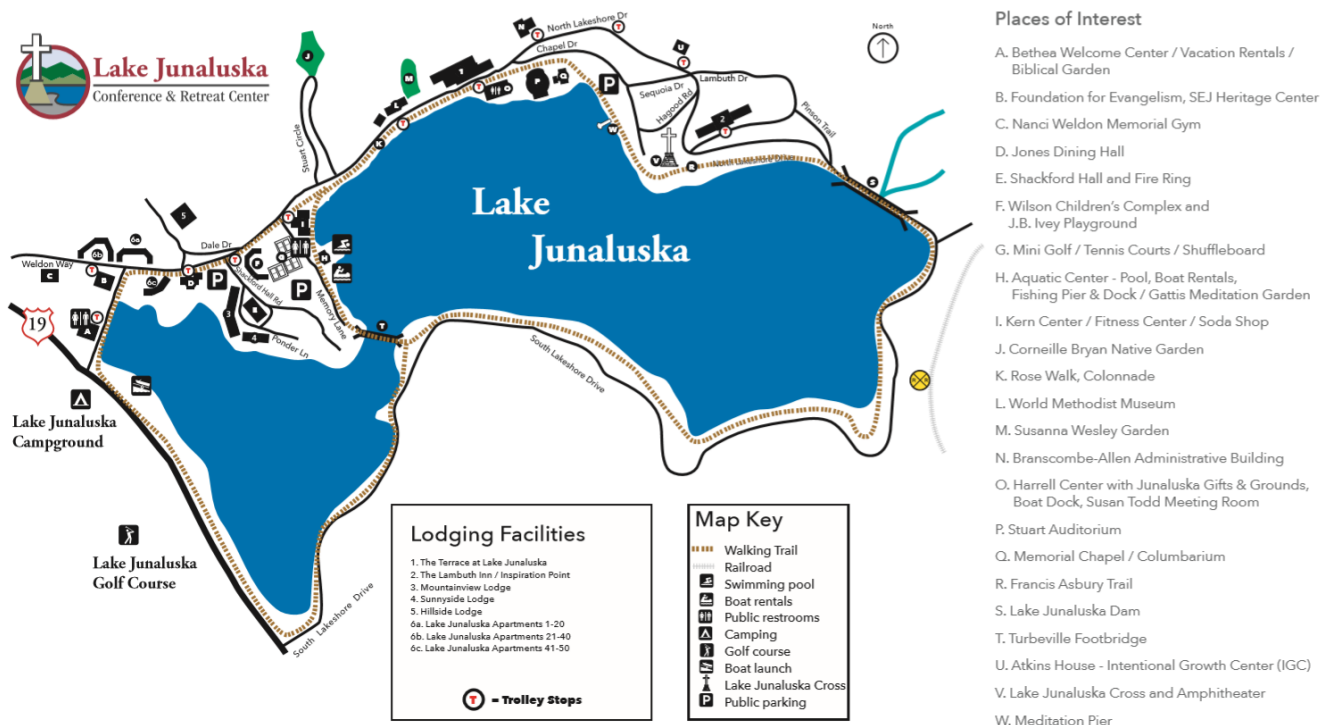 Lake Junaluska
Conference & Retreat Center
North
North Lakeshore Dr
Chapel Dr
Lambuth Dr
Sequoia Dr
Hagood Rd
Pinson Trail
North Lakeshore Drive
Stuart Circle
Dale Dr
Weldon Way
Shackford Hall Rd
Memory Lane
Ponder Ln
South Lakeshore Drive
South Lakeshore Drive
Lake
Junaluska
19
J
M
L
K
1
O
P
Q
N
U
P
W
V
R
2
S
5
6a
6b
6c
C
B
A
D
P
3
4
I
H
P
T
T
T
T
T
T
T
T
T
T
T
T
Lake Junaluska
Campground
Lake Junaluska
Golf Course
Lodging Facilities
1. The Terrace at Lake Junaluska
2. The Lambuth Inn / Inspiration Point
3. Mountainview Lodge
4. Sunnyside Lodge
5. Hillside Lodge
6a. Lake Junaluska Apartments 1-20
6b. Lake Junaluska Apartments 21-40
6c. Lake Junaluska Apartments 41-50
T = Trolley Stops
Map Key
Walking Trail
Railroad
Swimming pool
Boat rentals
Public restrooms
Camping
Golf course
Boat launch
Lake Junaluska Cross
P Public parking
Places of Interest
A. Bethea Welcome Center / Vacation Rentals /
Biblical Garden
B. Foundation for Evangelism, SEJ Heritage Center
C. Nanci Weldon Memorial Gym
D. Jones Dining Hall
E. Shackford Hall and Fire Ring
F. Wilson Children's Complex and
J.B. Ivey Playground
G. Mini Golf / Tennis Courts / Shuffleboard
H. Aquatic Center - Pool, Boat Rentals,
Fishing Pier & Dock / Gattis Meditation Garden
I. Kern Center / Fitness Center / Soda Shop
J. Corneille Bryan Native Garden
K. Rose Walk, Colonnade
L. World Methodist Museum
M. Susanna Wesley Garden
N. Branscombe-Allen Administrative Building
O. Harrell Center with Junaluska Gifts & Grounds,
Boat Dock, Susan Todd Meeting Room
P. Stuart Auditorium
Q. Memorial Chapel / Columbarium
R. Francis Asbury Trail
S. Lake Junaluska Dam
T. Turbeville Footbridge
U. Atkins House - Intentional Growth Center (IGC)
V. Lake Junaluska Cross and Amphitheater
W. Meditation Pier